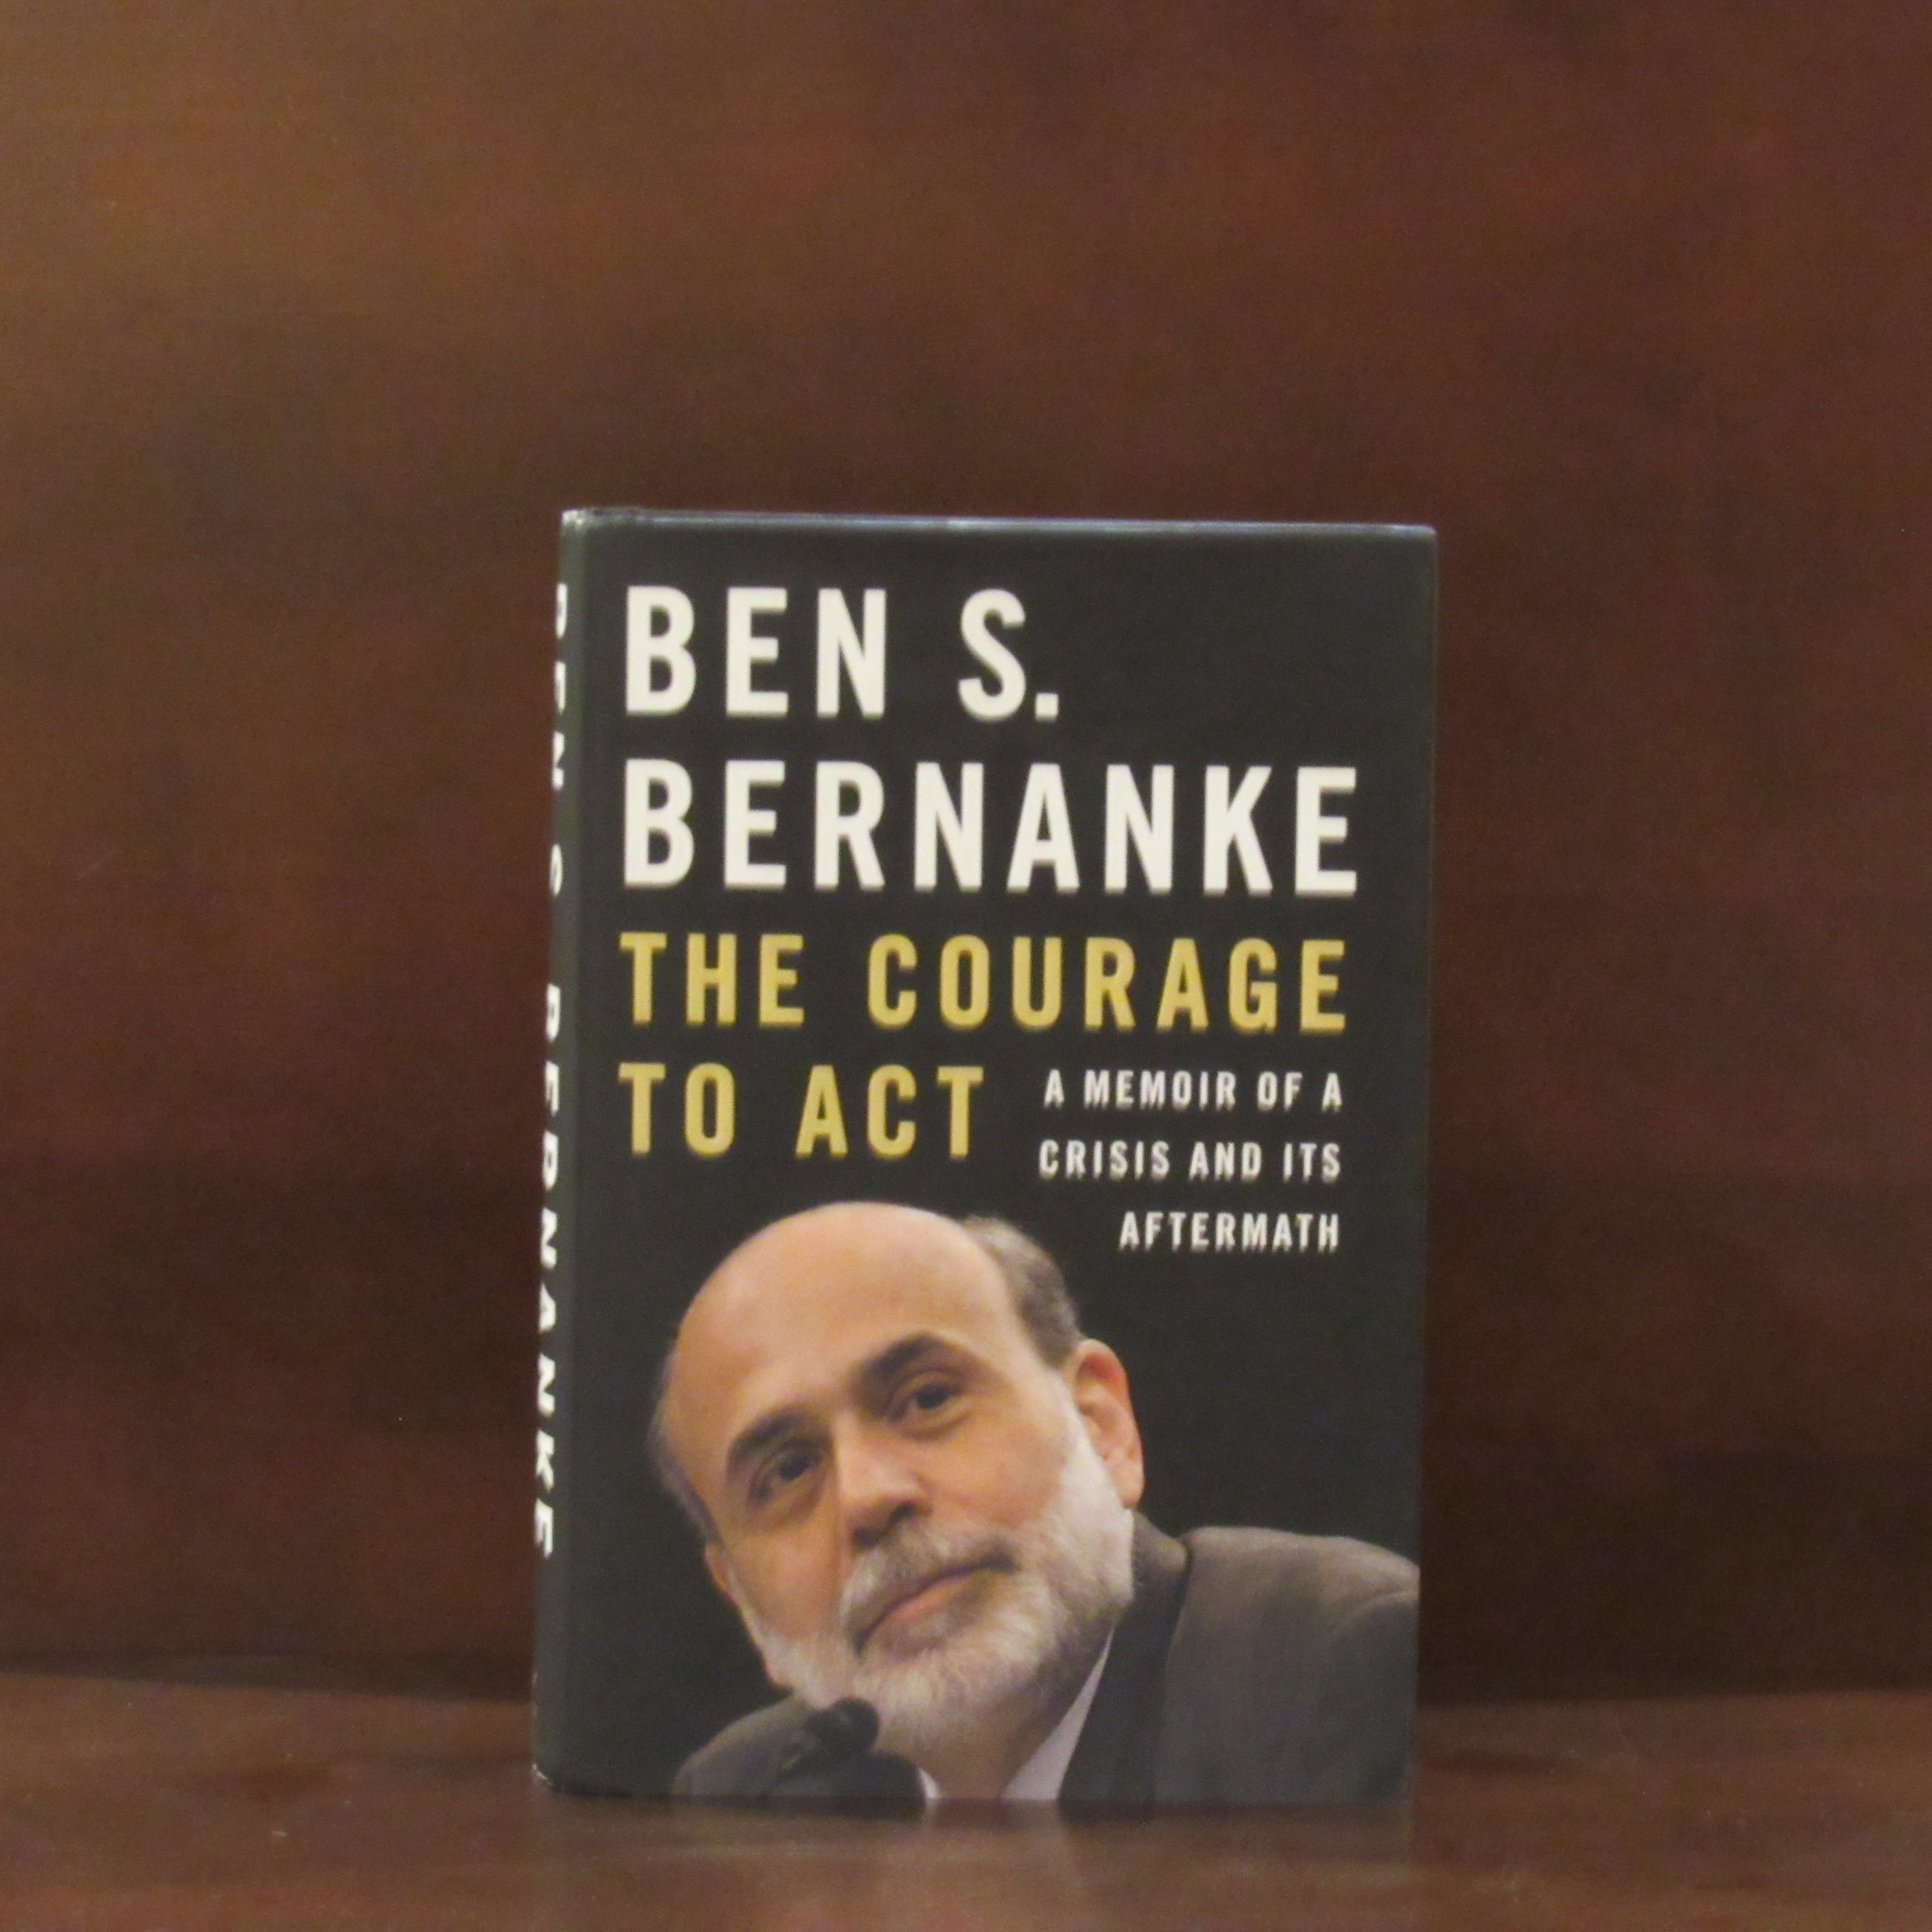 BEN S.
BERNANKE
THE COURAGE
TO ACT
A MEMOIR OF A
CRISIS AND ITS
AFTERMATH
BEN S. BERNANKE